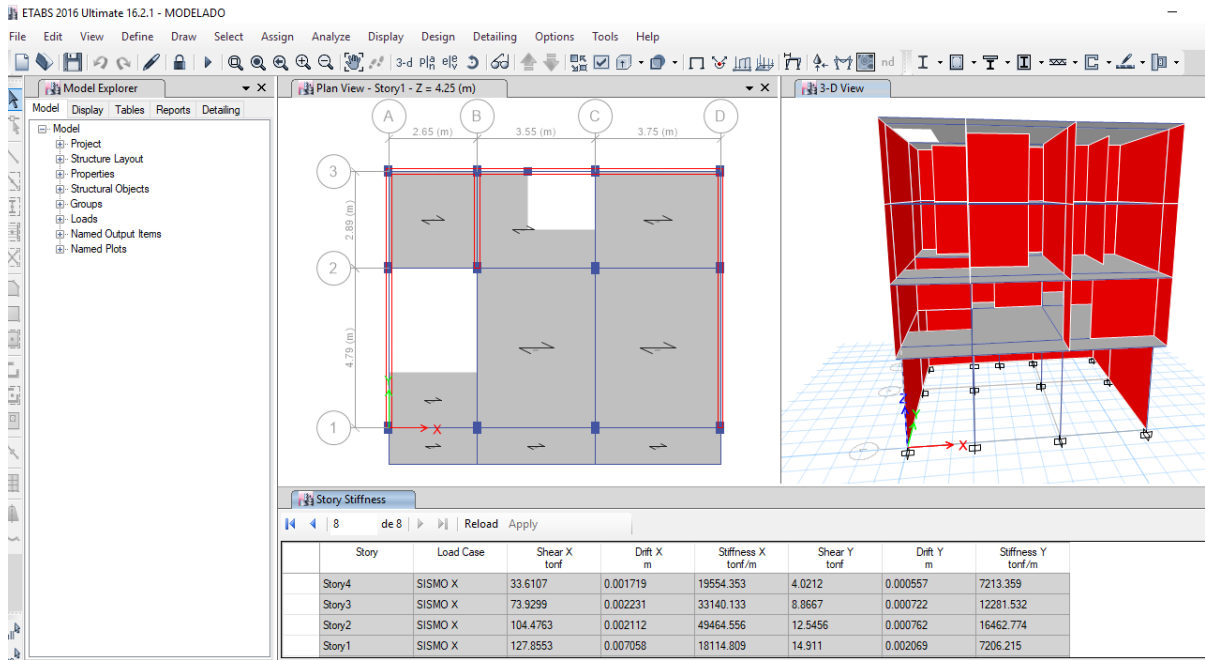 ETABS 2016 Ultimate 16.2.1 - MODELADO
File Edit View Define Draw Select Assign Analyze Display Design Detailing Options Tools Help
3-d nd
Model Explorer
Model Display Tables Reports Detailing
Model
Project
Structure Layout
Properties
Structural Objects
Groups
Loads
Named Output Items
Named Plots
Plan View - Story1 - Z = 4.25 (m)
A B C D
2.65 (m) 3.55 (m) 3.75 (m)
3
2.89 (m)
2
4.79 (m)
1
Y
X
3-D View
Z
Y
X
Story Stiffness
8 de 8 Reload Apply
Story Load Case Shear X tonf Drift X m Stiffness X tonf/m Shear Y tonf Drift Y m Stiffness Y tonf/m
Story4 SISMO X 33.6107 0.001719 19554.353 4.0212 0.000557 7213.359
Story3 SISMO X 73.9299 0.002231 33140.133 8.8667 0.000722 12281.532
Story2 SISMO X 104.4763 0.002112 49464.556 12.5456 0.000762 16462.774
Story1 SISMO X 127.8553 0.007058 18114.809 14.911 0.002069 7206.215